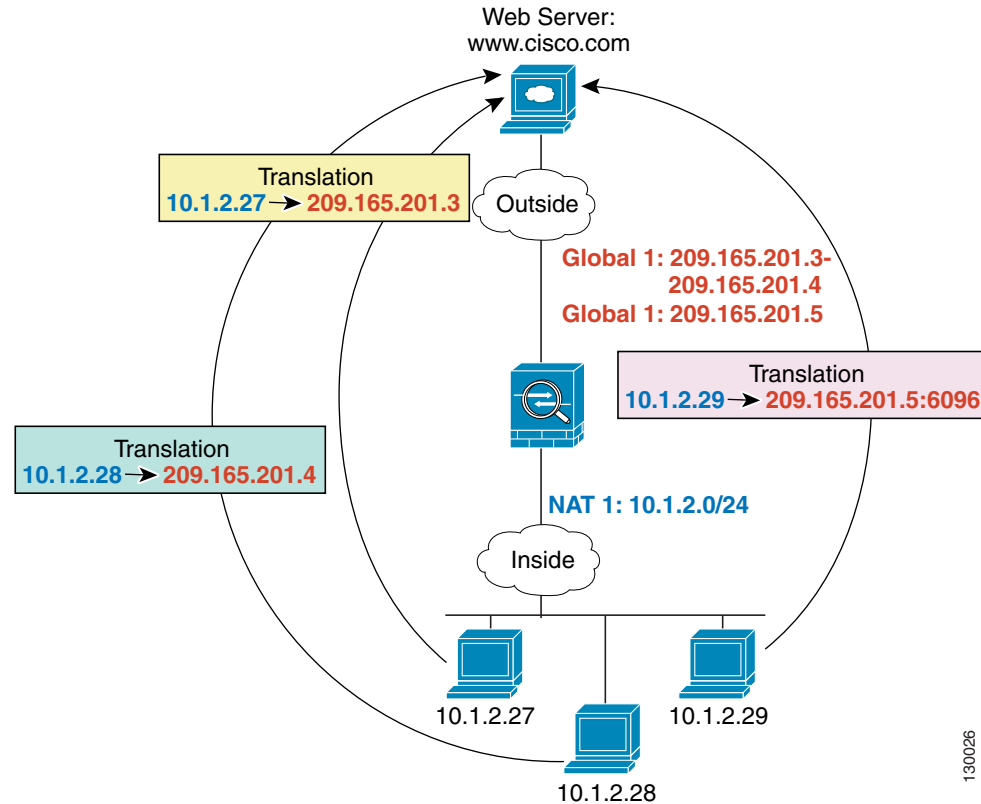 Web Server:
www.cisco.com
Translation
10.1.2.27 209.165.201.3
Outside
Global 1: 209.165.201.3-
209.165.201.4
Global 1: 209.165.201.5
Translation
10.1.2.29 209.165.201.5:6096
Translation
10.1.2.28 209.165.201.4
NAT 1: 10.1.2.0/24
Inside
10.1.2.27
10.1.2.29
10.1.2.28
130026